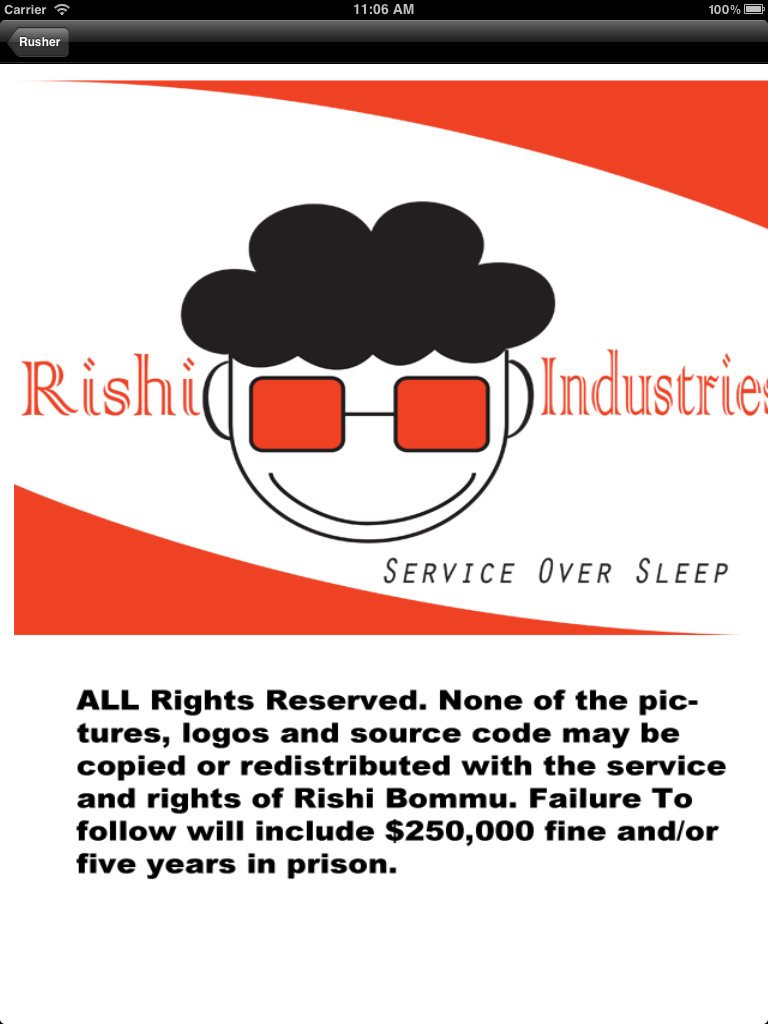 Carrier 11:06 AM 100%
Rusher
Rishi Industries
SERVICE OVER SLEEP
ALL Rights Reserved. None of the pic-
tures, logos and source code may be
copied or redistributed with the service
and rights of Rishi Bommu. Failure To
follow will include $250,000 fine and/or
five years in prison.